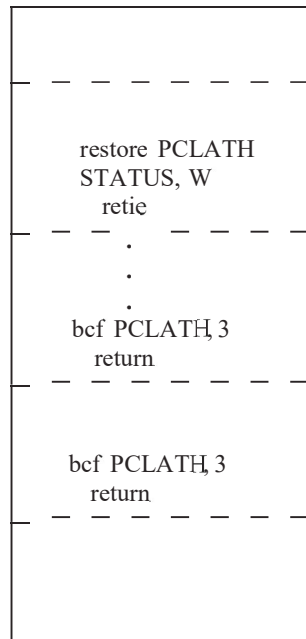 restore PCLATH
STATUS, W
retie
.
.
.
bcf PCLATH, 3
return
bcf PCLATH, 3
return